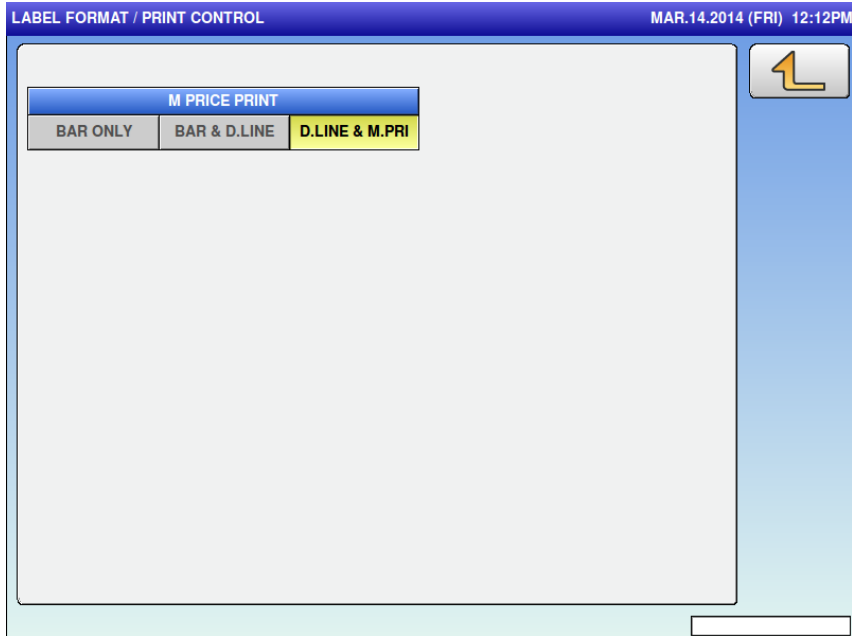 LABEL FORMAT / PRINT CONTROL MAR.14.2014 (FRI) 12:12PM
M PRICE PRINT
BAR ONLY BAR & D.LINE D.LINE & M.PRI